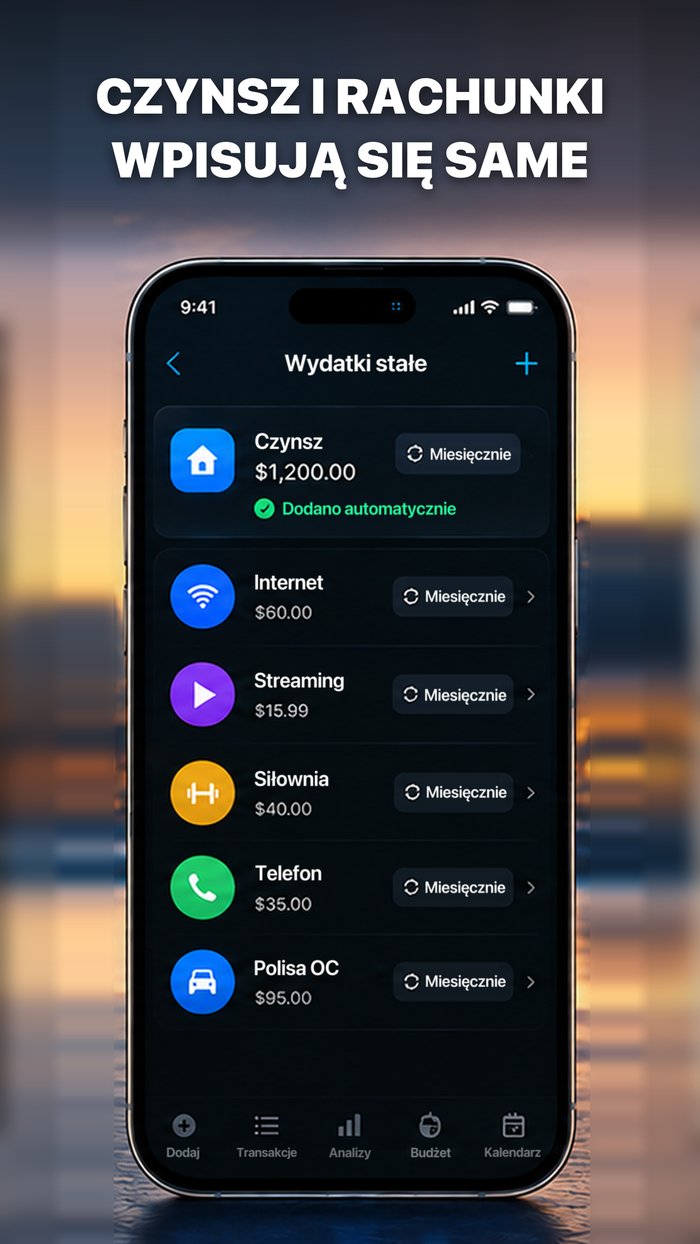 CZYNSZ I RACHUNKI
WPISUJĄ SIĘ SAME
9:41
Wydatki stałe
Czynsz
$1,200.00
Miesięcznie
Dodano automatycznie
Internet
$60.00
Miesięcznie
Streaming
$15.99
Miesięcznie
Siłownia
$40.00
Miesięcznie
Telefon
$35.00
Miesięcznie
Polisa OC
$95.00
Miesięcznie
Dodaj
Transakcje
Analizy
Budżet
Kalendarz